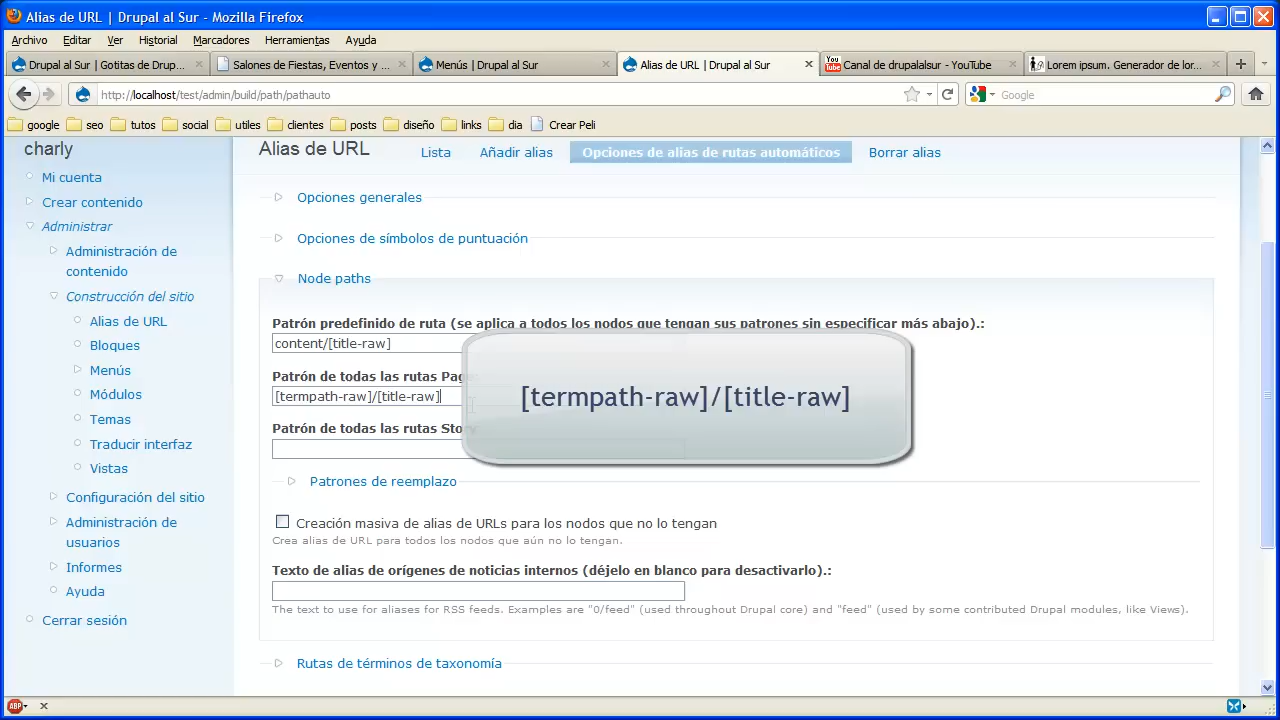 Alias de URL | Drupal al Sur - Mozilla Firefox
Archivo Editar Ver Historial Marcadores Herramientas Ayuda
Drupal al Sur | Gotitas de Drup... Salones de Fiestas, Eventos y ... Menús | Drupal al Sur Alias de URL | Drupal al Sur Canal de drupalalsur - YouTube Lorem ipsum. Generador de lor...
http://localhost/test/admin/build/path/pathauto Google
google seo tutos social utiles clientes posts diseño links dia Crear Peli
charly
Mi cuenta
Crear contenido
Administrar
Administración de
contenido
Construcción del sitio
Alias de URL
Bloques
Menús
Módulos
Temas
Traducir interfaz
Vistas
Configuración del sitio
Administración de
usuarios
Informes
Ayuda
Cerrar sesión
Alias de URL Lista Añadir alias Opciones de alias de rutas automáticos Borrar alias
Opciones generales
Opciones de símbolos de puntuación
Node paths
Patrón predefinido de ruta (se aplica a todos los nodos que tengan sus patrones sin especificar más abajo).:
content/[title-raw]
Patrón de todas las rutas Page
[termpath-raw]/[title-raw]
[termpath-raw]/[title-raw]
Patrón de todas las rutas Story
Patrones de reemplazo
Creación masiva de alias de URLs para los nodos que no lo tengan
Crea alias de URL para todos los nodos que aún no lo tengan.
Texto de alias de orígenes de noticias internos (déjelo en blanco para desactivarlo).:
The text to use for aliases for RSS feeds. Examples are "0/feed" (used throughout Drupal core) and "feed" (used by some contributed Drupal modules, like Views).
Rutas de términos de taxonomía
ABP